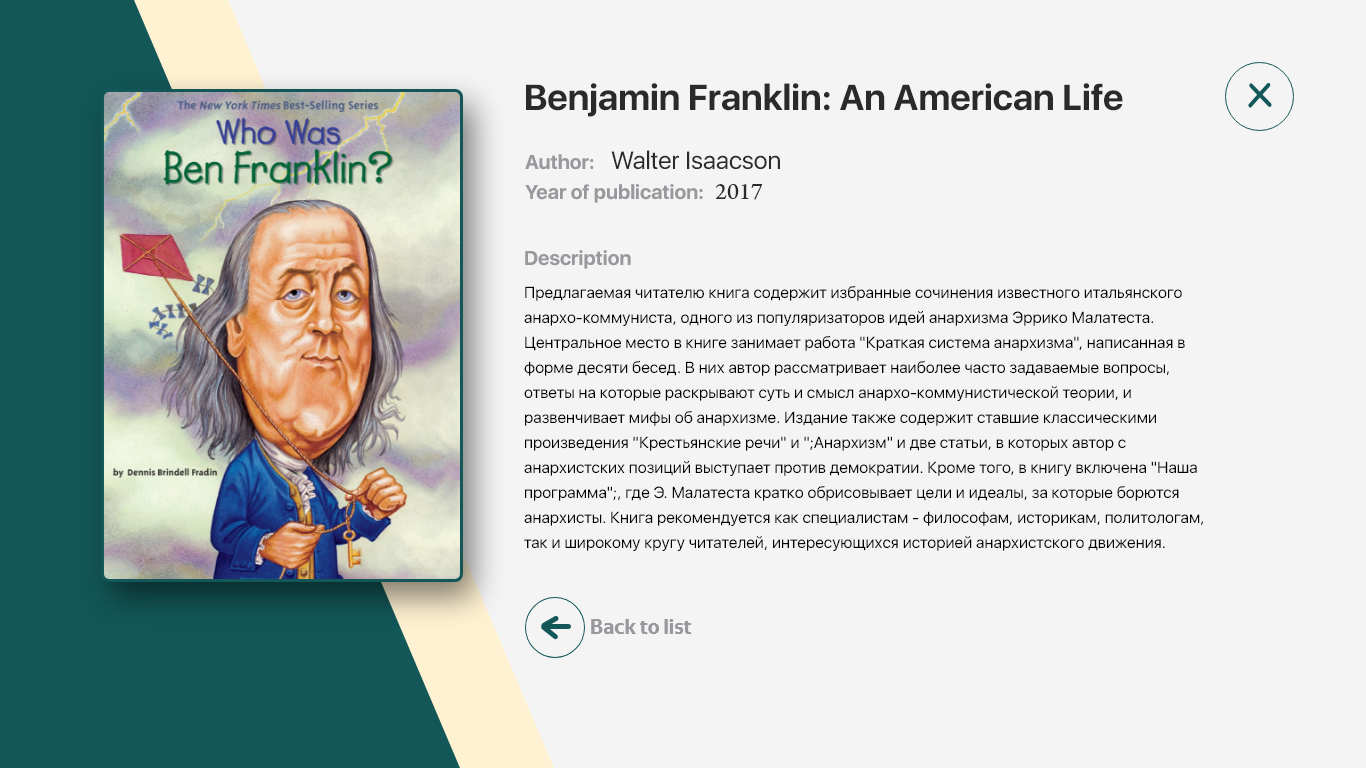 The New York Times Best-Selling Series
Who Was
Ben Franklin?
by Dennis Brindell Fradin
Benjamin Franklin: An American Life
Author: Walter Isaacson
Year of publication: 2017
Description
Предлагаемая читателю книга содержит избранные сочинения известного итальянского
анархо-коммуниста, одного из популяризаторов идей анархизма Эррико Малатеста.
Центральное место в книге занимает работа "Краткая система анархизма", написанная в
форме десяти бесед. В них автор рассматривает наиболее часто задаваемые вопросы,
ответы на которые раскрывают суть и смысл анархо-коммунистической теории, и
развенчивает мифы об анархизме. Издание также содержит ставшие классическими
произведения "Крестьянские речи" и ";Анархизм" и две статьи, в которых автор с
анархистских позиций выступает против демократии. Кроме того, в книгу включена "Наша
программа";, где Э. Малатеста кратко обрисовывает цели и идеалы, за которые борются
анархисты. Книга рекомендуется как специалистам - философам, историкам, политологам,
так и широкому кругу читателей, интересующихся историей анархистского движения.
Back to list